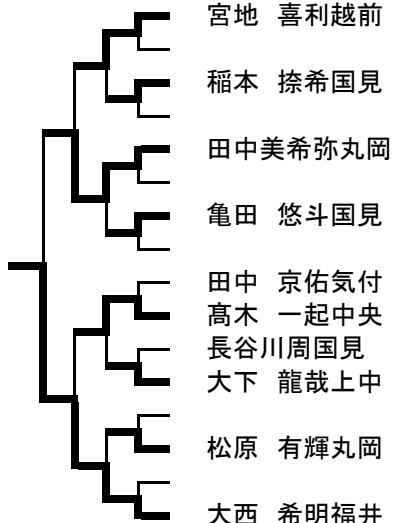 宮地 喜利越前
稲本 捺希国見
田中美希弥丸岡
亀田 悠斗国見
田中 京佑気付
髙木 一起中央
長谷川周国見
大下 龍哉上中
松原 有輝丸岡
大西 希明福井